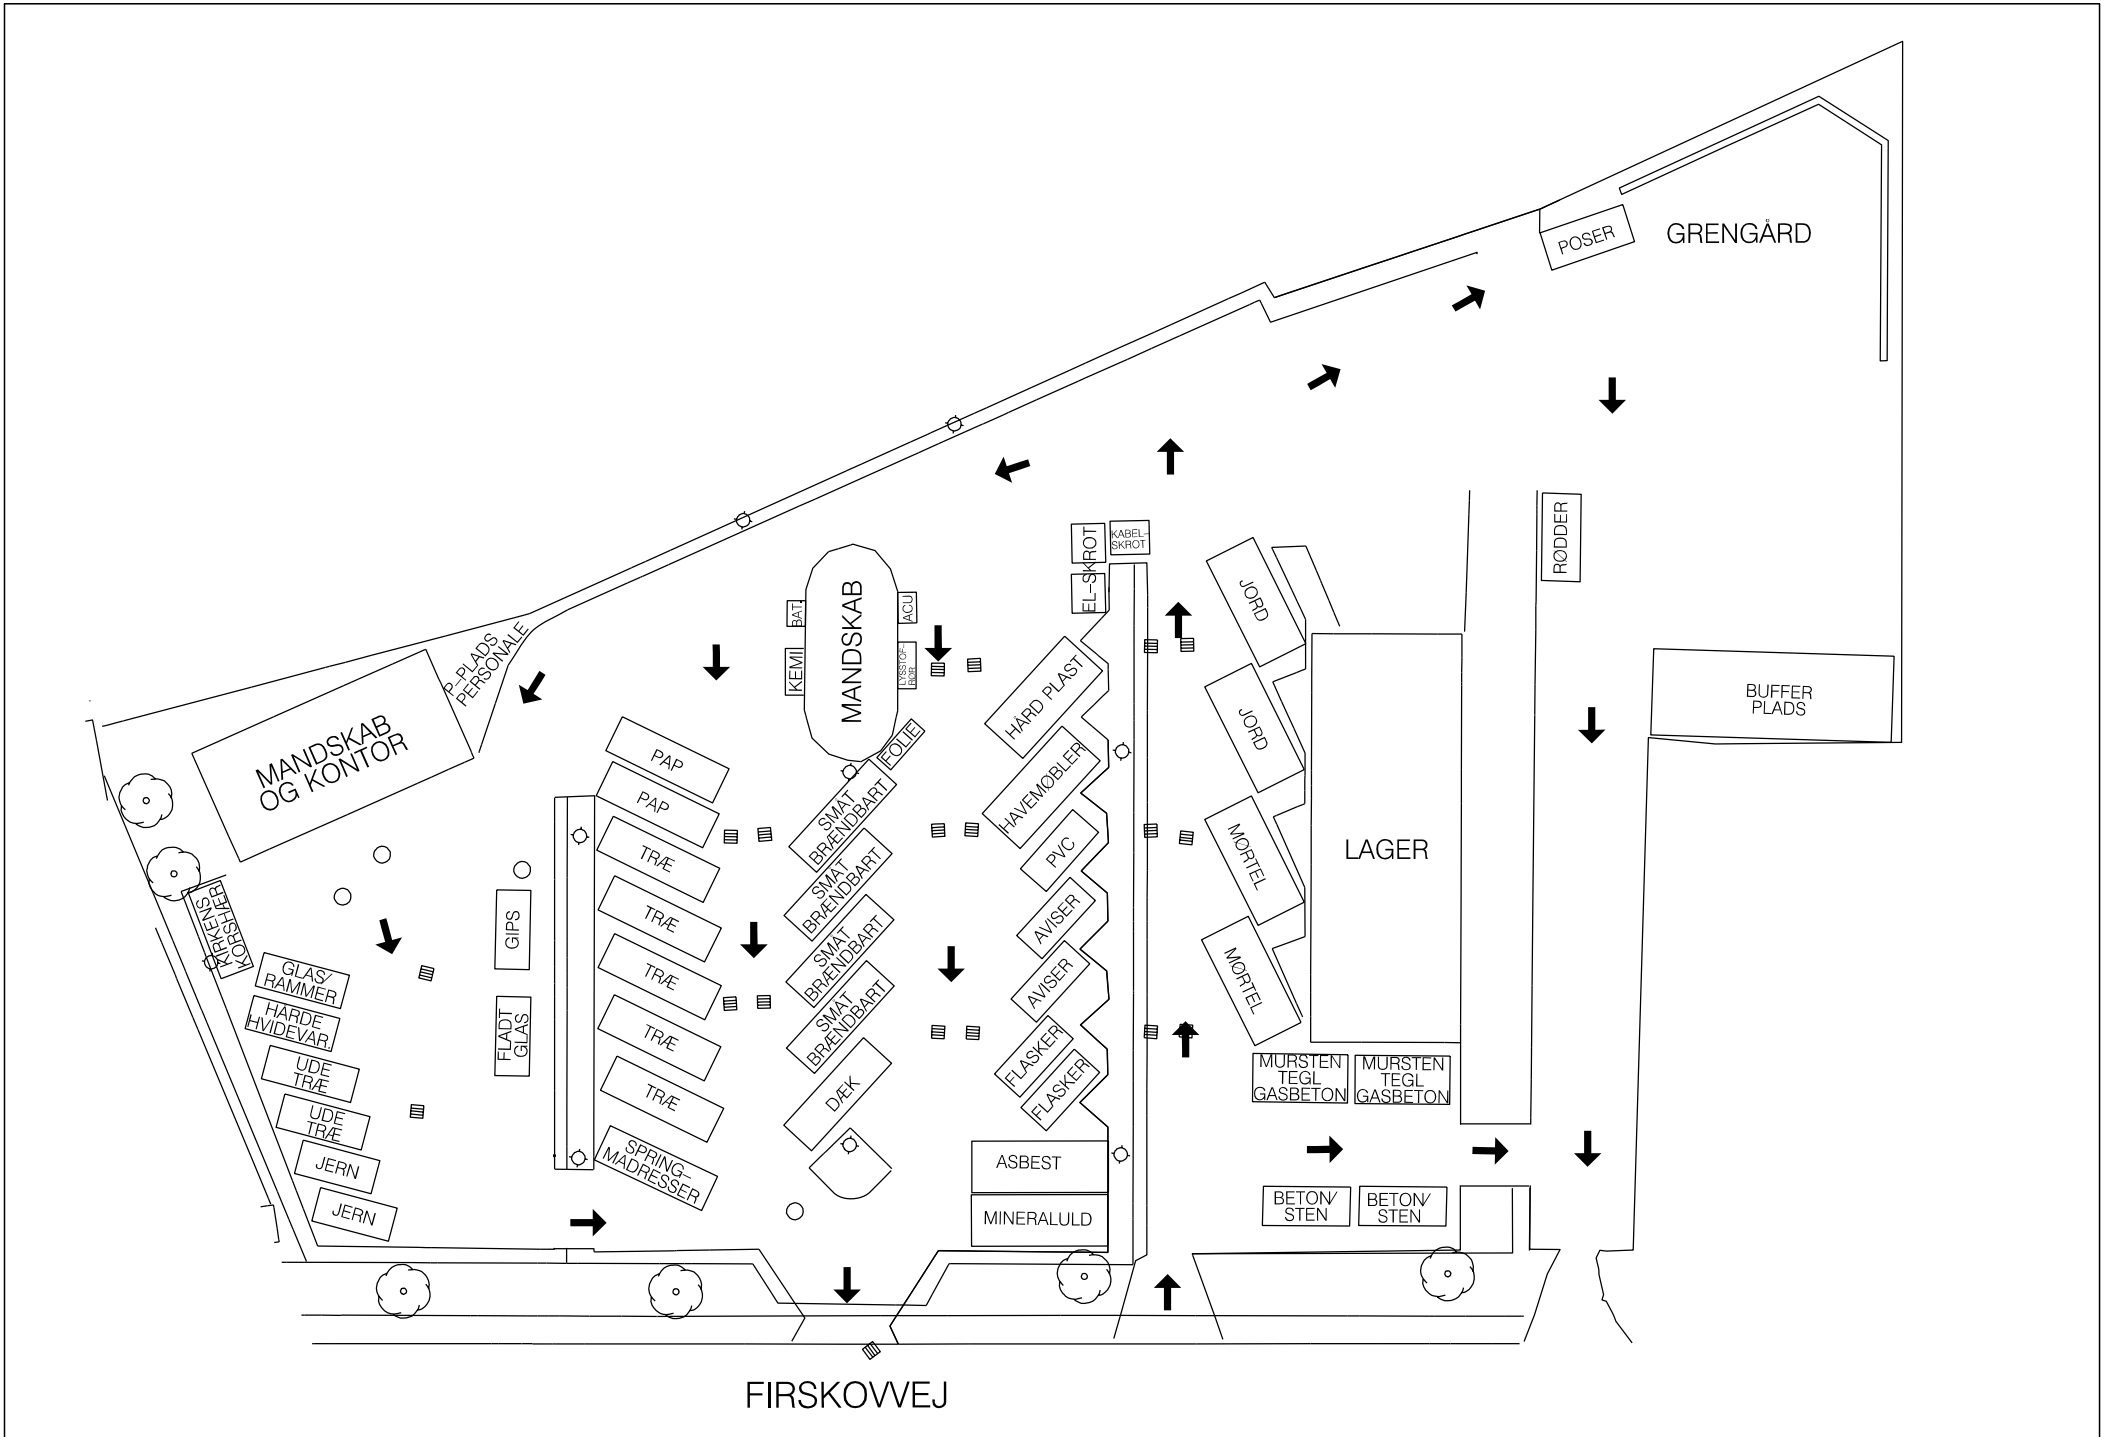 GRENGÅRD
POSER
RØDDER
BUFFER
PLADS
KABEL-
SKROT
EL-SKROT
JORD
JORD
MØRTEL
MØRTEL
LAGER
MURSTEN
TEGL
GASBETON
MURSTEN
TEGL
GASBETON
BETON/
STEN
BETON/
STEN
HÅRD PLAST
HAVEMØBLER
PVC
AVISER
AVISER
FLASKER
FLASKER
ASBEST
MINERALULD
MANDSKAB
BAT.
KEMI
ACU
LYSSTOF-
RØR
FOLIE
SMÅT
BRÆNDBART
SMÅT
BRÆNDBART
SMÅT
BRÆNDBART
SMÅT
BRÆNDBART
DÆK
PAP
PAP
TRÆ
TRÆ
TRÆ
TRÆ
TRÆ
SPRING-
MADRESSER
P-PLADS
PERSONALE
MANDSKAB
OG KONTOR
GIPS
FLADT
GLAS
KIRKENS
KORSHÆR
GLAS/
RAMMER
HARDE
HVIDEVAR.
UDE
TRÆ
UDE
TRÆ
JERN
JERN
FIRSKOVVEJ